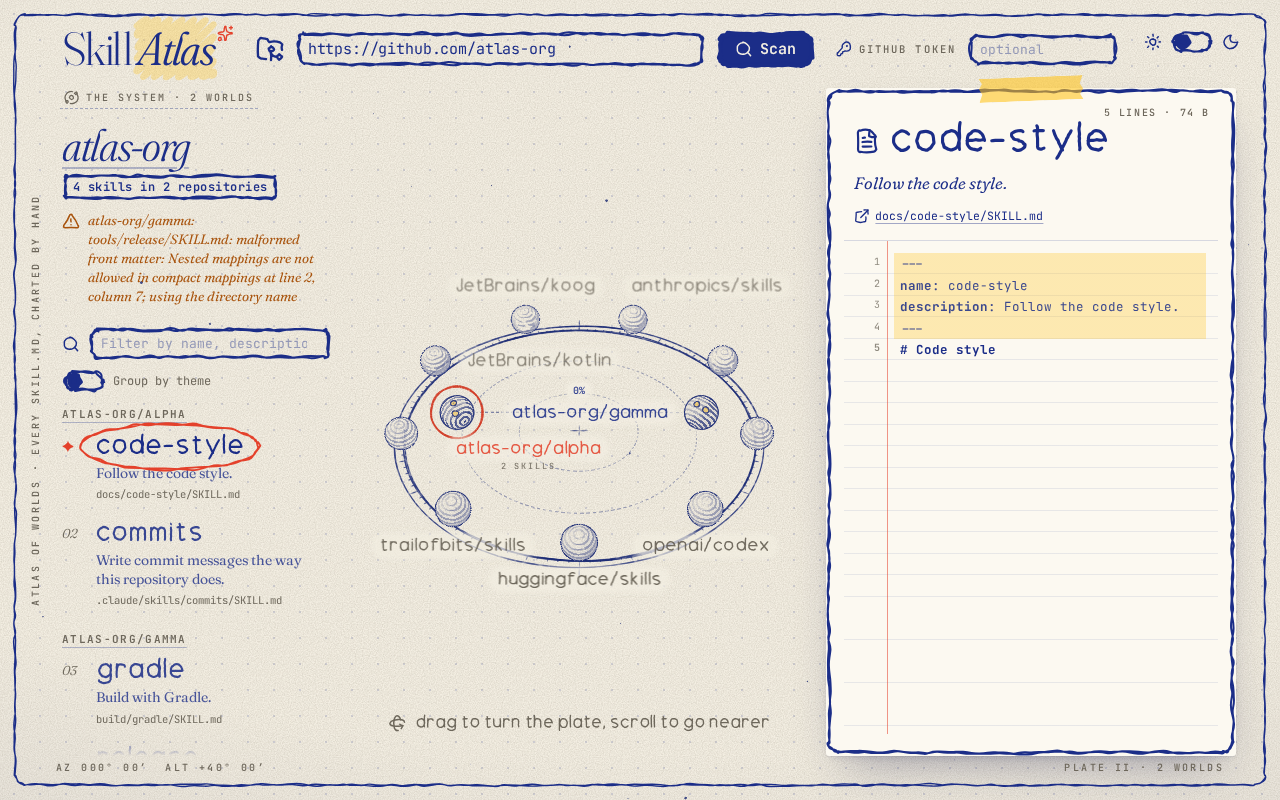 Skill Atlas
https://github.com/atlas-org
Scan
GITHUB TOKEN
optional
THE SYSTEM · 2 WORLDS
atlas-org
4 skills in 2 repositories
atlas-org/gamma:
tools/release/SKILL.md: malformed
front matter: Nested mappings are not
allowed in compact mappings at line 2,
column 7; using the directory name
Filter by name, descriptio
Group by theme
ATLAS-ORG/ALPHA
code-style
Follow the code style.
docs/code-style/SKILL.md
02
commits
Write commit messages the way
this repository does.
.claude/skills/commits/SKILL.md
ATLAS-ORG/GAMMA
03
gradle
Build with Gradle.
build/gradle/SKILL.md
ATLAS OF WORLDS · EVERY SKILL.MD, CHARTED BY HAND
AZ 000° 00′ ALT +40° 00′
JetBrains/koog
anthropics/skills
JetBrains/kotlin
0%
atlas-org/gamma
atlas-org/alpha
2 SKILLS
trailofbits/skills
openai/codex
huggingface/skills
drag to turn the plate, scroll to go nearer
5 LINES · 74 B
code-style
Follow the code style.
docs/code-style/SKILL.md
1 ---
2 name: code-style
3 description: Follow the code style.
4 ---
5 # Code style
PLATE II · 2 WORLDS